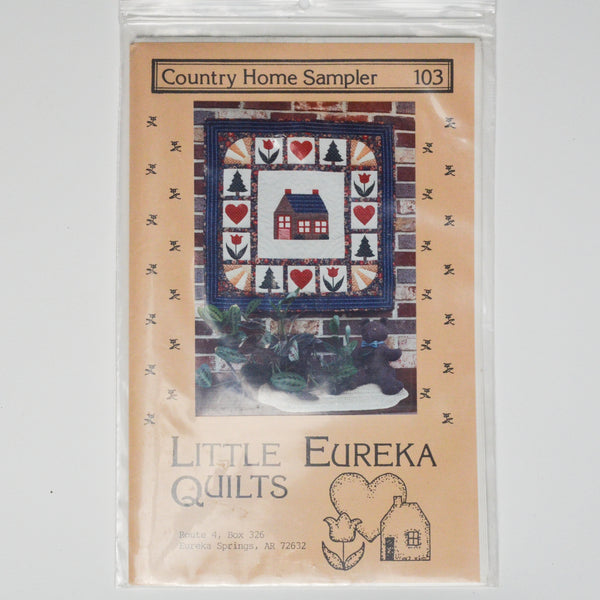 Country Home Sampler 103
LITTLE EUREKA
QUILTS
Route 4, Box 326
Eureka Springs, AR 72632